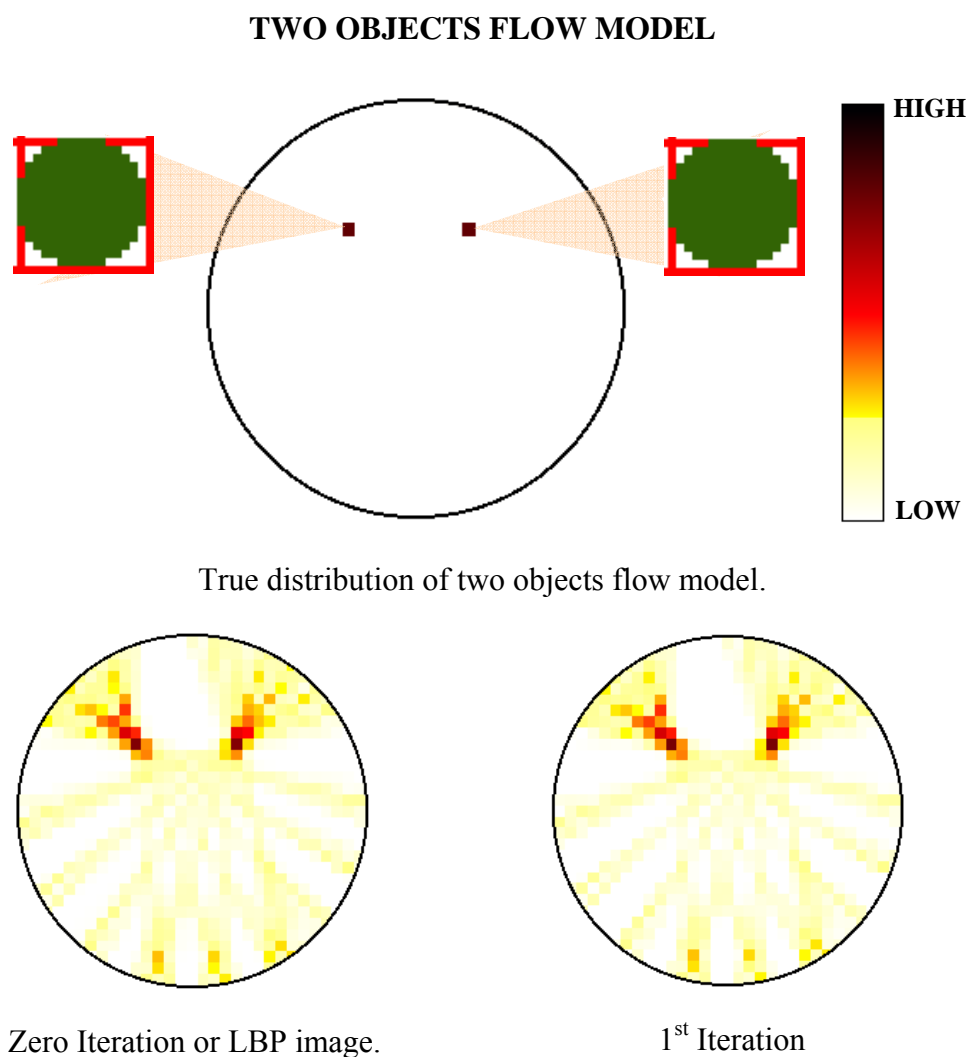 TWO OBJECTS FLOW MODEL
HIGH
LOW
True distribution of two objects flow model.
Zero Iteration or LBP image.
1st Iteration